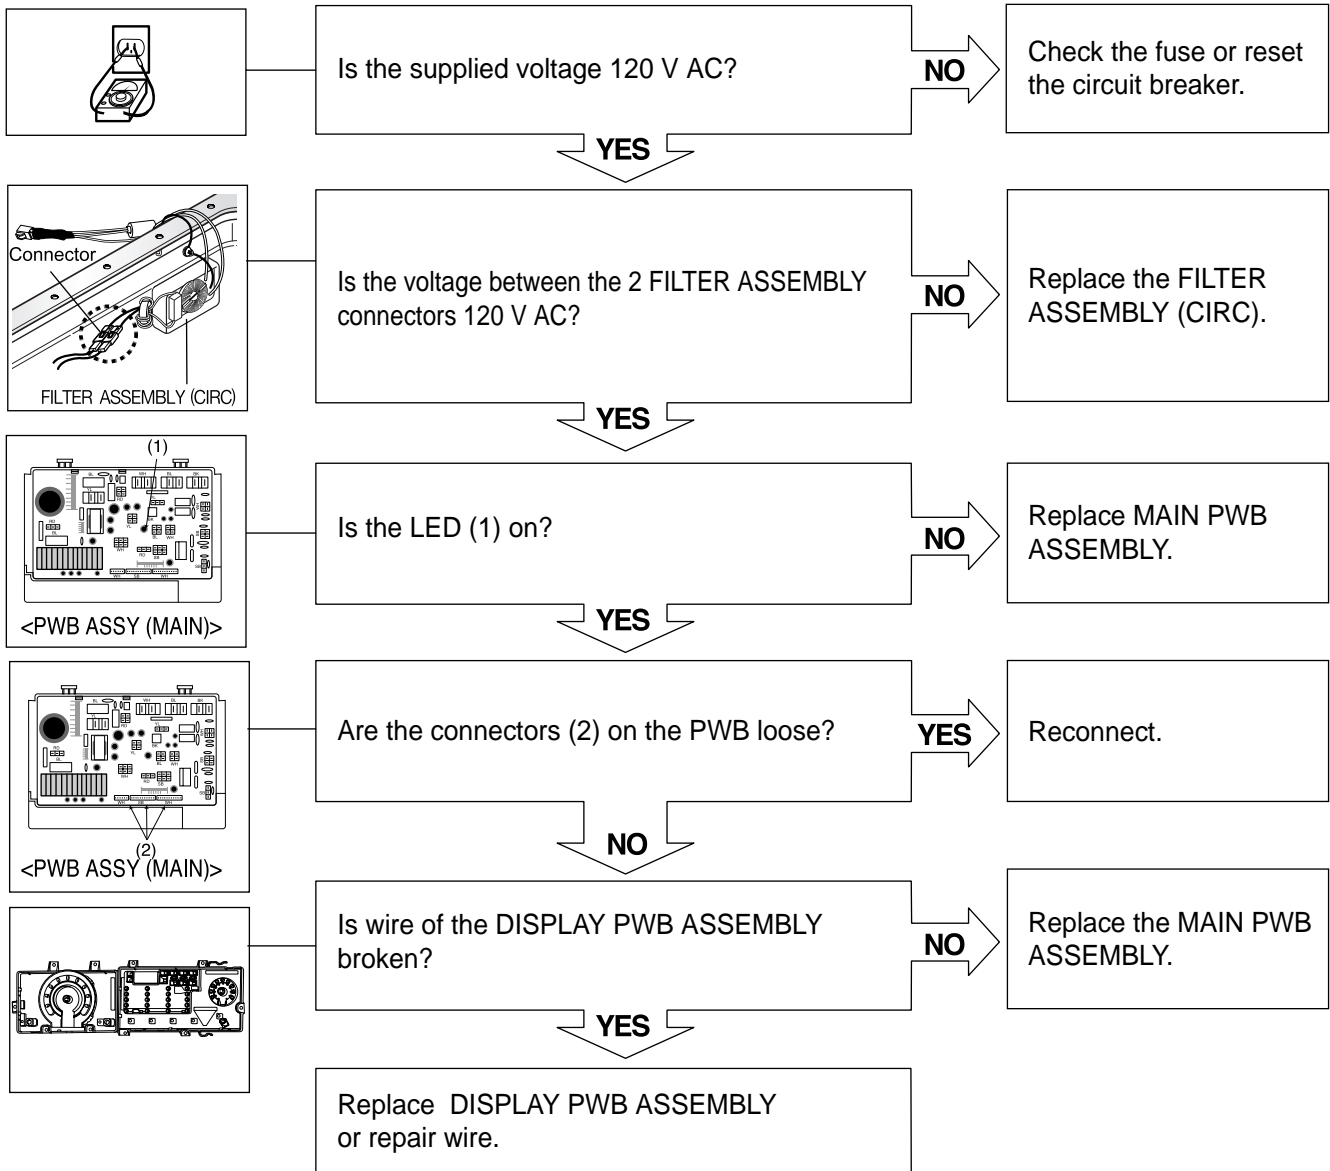 Is the supplied voltage 120 V AC?
NO
Check the fuse or reset
the circuit breaker.
YES
Connector
FILTER ASSEMBLY (CIRC)
Is the voltage between the 2 FILTER ASSEMBLY
connectors 120 V AC?
NO
Replace the FILTER
ASSEMBLY (CIRC).
YES
(1)
<PWB ASSY (MAIN)>
Is the LED (1) on?
NO
Replace MAIN PWB
ASSEMBLY.
YES
(2)
<PWB ASSY (MAIN)>
Are the connectors (2) on the PWB loose?
YES
Reconnect.
NO
Is wire of the DISPLAY PWB ASSEMBLY
broken?
NO
Replace the MAIN PWB
ASSEMBLY.
YES
Replace DISPLAY PWB ASSEMBLY
or repair wire.